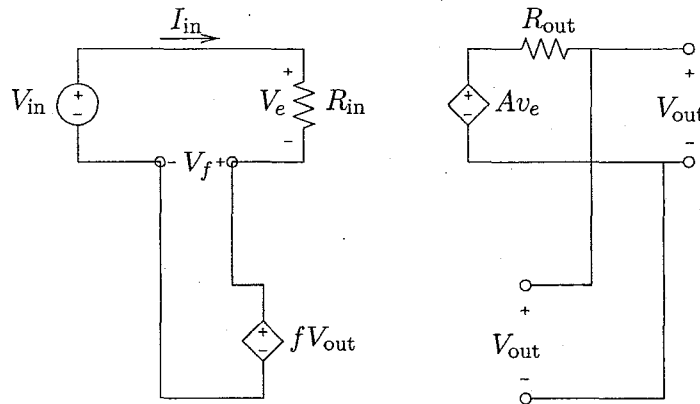 I_in
R_out
V_in
+
-
+
V_e
-
R_in
+
-
Av_e
+
V_out
-
- V_f +
+
-
fV_out
+
V_out
-